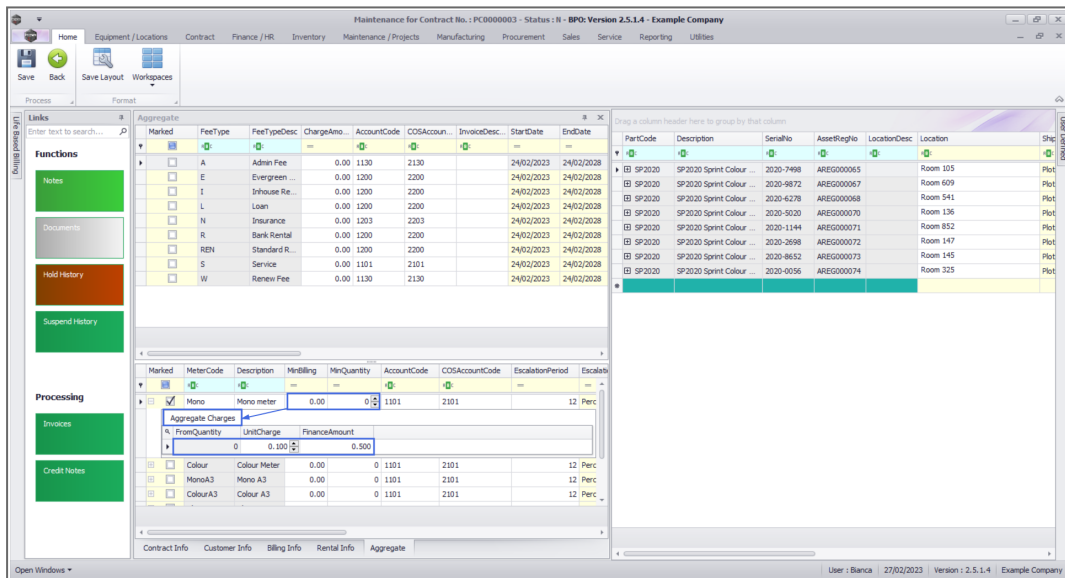 Maintenance for Contract No. : PC0000003 - Status : N - BPO: Version 2.5.1.4 - Example Company
Home Equipment / Locations Contract Finance / HR Inventory Maintenance / Projects Manufacturing Procurement Sales Service Reporting Utilities
Save Back Save Layout Workspaces
Process Format
Life Based Billing
Links
Enter text to search...
Functions
Notes
Documents
Hold History
Suspend History
Processing
Invoices
Credit Notes
Aggregate
Marked FeeType FeeTypeDesc ChargeAmo... AccountCode COSAccoun... InvoiceDesc... StartDate EndDate
A Admin Fee 0.00 1130 2130 24/02/2023 24/02/2028
E Evergreen ... 0.00 1200 2200 24/02/2023 24/02/2028
I Inhouse Re... 0.00 1200 2200 24/02/2023 24/02/2028
L Loan 0.00 1200 2200 24/02/2023 24/02/2028
N Insurance 0.00 1203 2203 24/02/2023 24/02/2028
R Bank Rental 0.00 1200 2200 24/02/2023 24/02/2028
REN Standard R... 0.00 1200 2200 24/02/2023 24/02/2028
S Service 0.00 1101 2101 24/02/2023 24/02/2028
W Renew Fee 0.00 1130 2130 24/02/2023 24/02/2028
Marked MeterCode Description MinBilling MinQuantity AccountCode COSAccountCode EscalationPeriod Escalati
Mono Mono meter 0.00 0 1101 2101 12 Perc
Aggregate Charges
FromQuantity UnitCharge FinanceAmount
0 0.100 0.500
Colour Colour Meter 0.00 0 1101 2101 12 Perc
MonoA3 Mono A3 0.00 0 1101 2101 12 Perc
ColourA3 Colour A3 0.00 0 1101 2101 12 Perc
Contract Info Customer Info Billing Info Rental Info Aggregate
Drag a column header here to group by that column
PartCode Description SerialNo AssetRegNo LocationDesc Location Ship
SP2020 SP2020 Sprint Colour ... 2020-7498 AREG000065 Room 105 Plot
SP2020 SP2020 Sprint Colour ... 2020-9872 AREG000067 Room 609 Plot
SP2020 SP2020 Sprint Colour ... 2020-6278 AREG000068 Room 541 Plot
SP2020 SP2020 Sprint Colour ... 2020-5020 AREG000070 Room 136 Plot
SP2020 SP2020 Sprint Colour ... 2020-1144 AREG000071 Room 852 Plot
SP2020 SP2020 Sprint Colour ... 2020-2698 AREG000072 Room 147 Plot
SP2020 SP2020 Sprint Colour ... 2020-8652 AREG000073 Room 145 Plot
SP2020 SP2020 Sprint Colour ... 2020-0056 AREG000074 Room 325 Plot
User Defined
Open Windows User : Bianca 27/02/2023 Version : 2.5.1.4 Example Company